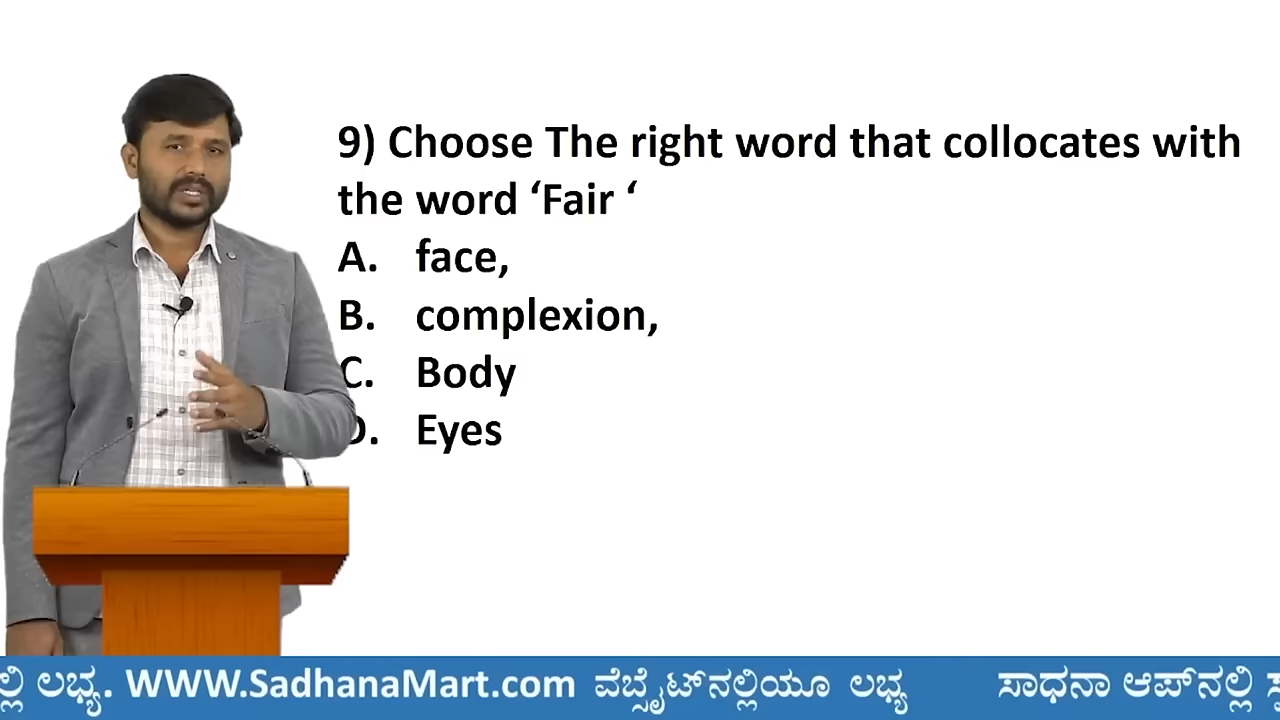 9) Choose The right word that collocates with
the word ‘Fair ‘
A. face,
B. complexion,
C. Body
D. Eyes
ಲ್ಲಿ ಲಭ್ಯ. WWW.SadhanaMart.com ವೆಬ್ಸೈಟ್‌ನಲ್ಲಿಯೂ ಲಭ್ಯ ಸಾಧನಾ ಆಪ್‌ನಲ್ಲಿ